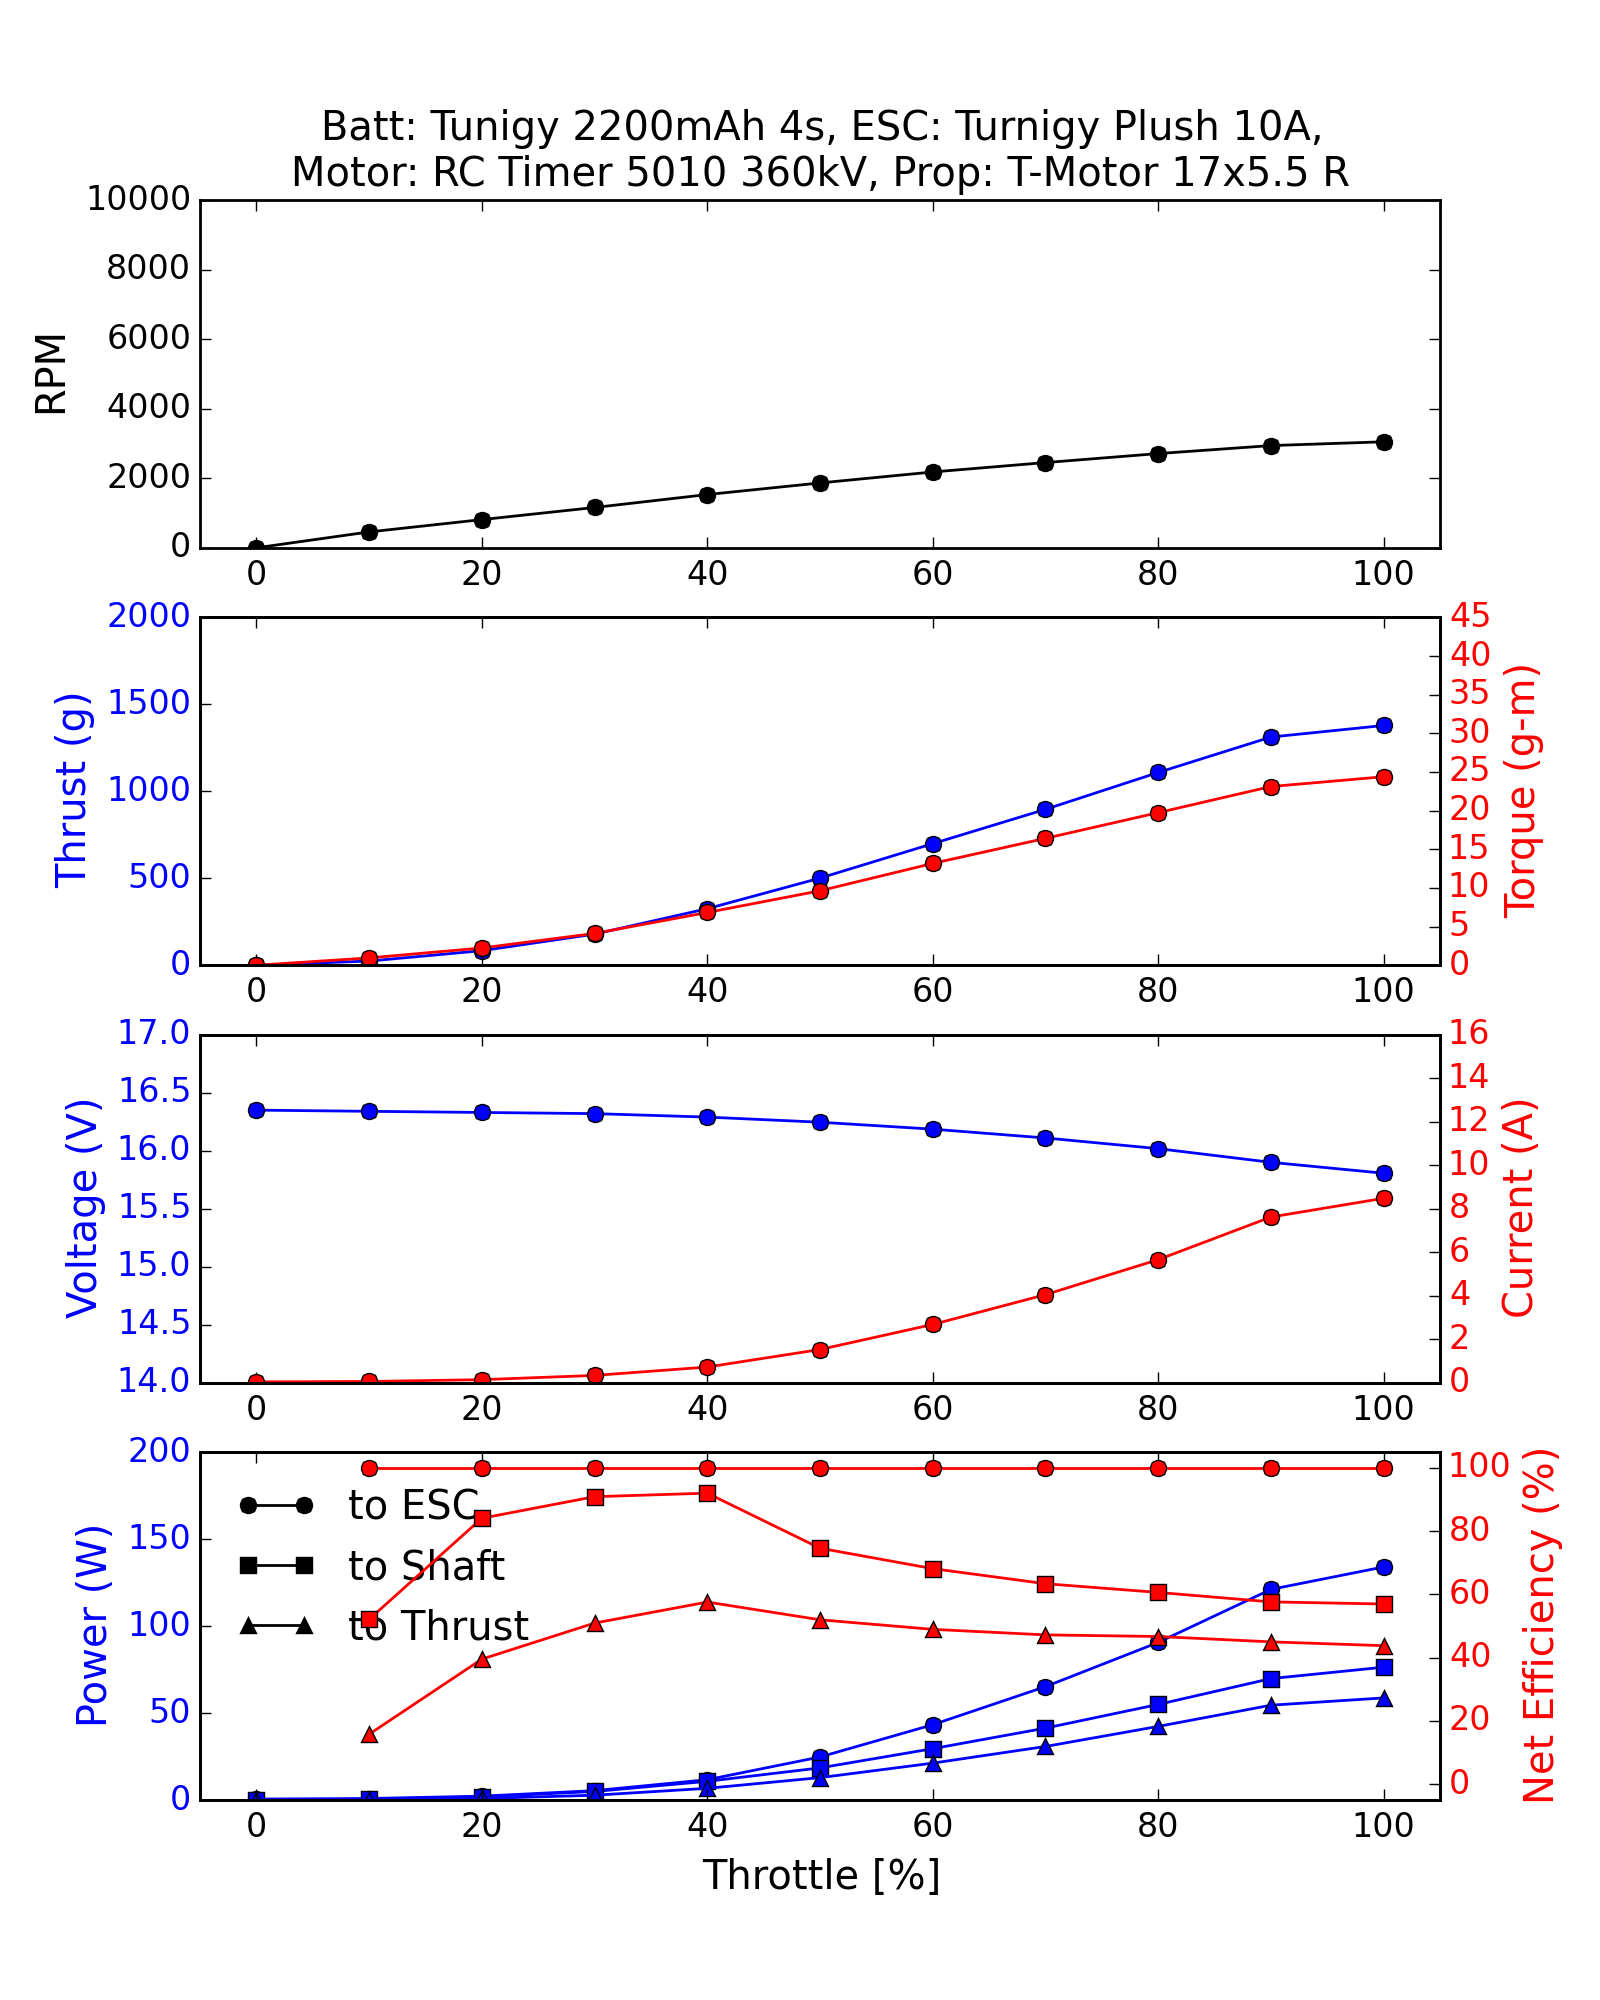 Batt: Tunigy 2200mAh 4s, ESC: Turnigy Plush 10A,
Motor: RC Timer 5010 360kV, Prop: T-Motor 17x5.5 R
10000
8000
6000
4000
2000
0
RPM
0 20 40 60 80 100
2000
1500
1000
500
0
Thrust (g)
45
40
35
30
25
20
15
10
5
0
Torque (g-m)
0 20 40 60 80 100
17.0
16.5
16.0
15.5
15.0
14.5
14.0
Voltage (V)
16
14
12
10
8
6
4
2
0
Current (A)
0 20 40 60 80 100
200
150
100
50
0
Power (W)
to ESC
to Shaft
to Thrust
100
80
60
40
20
0
Net Efficiency (%)
0 20 40 60 80 100
Throttle [%]